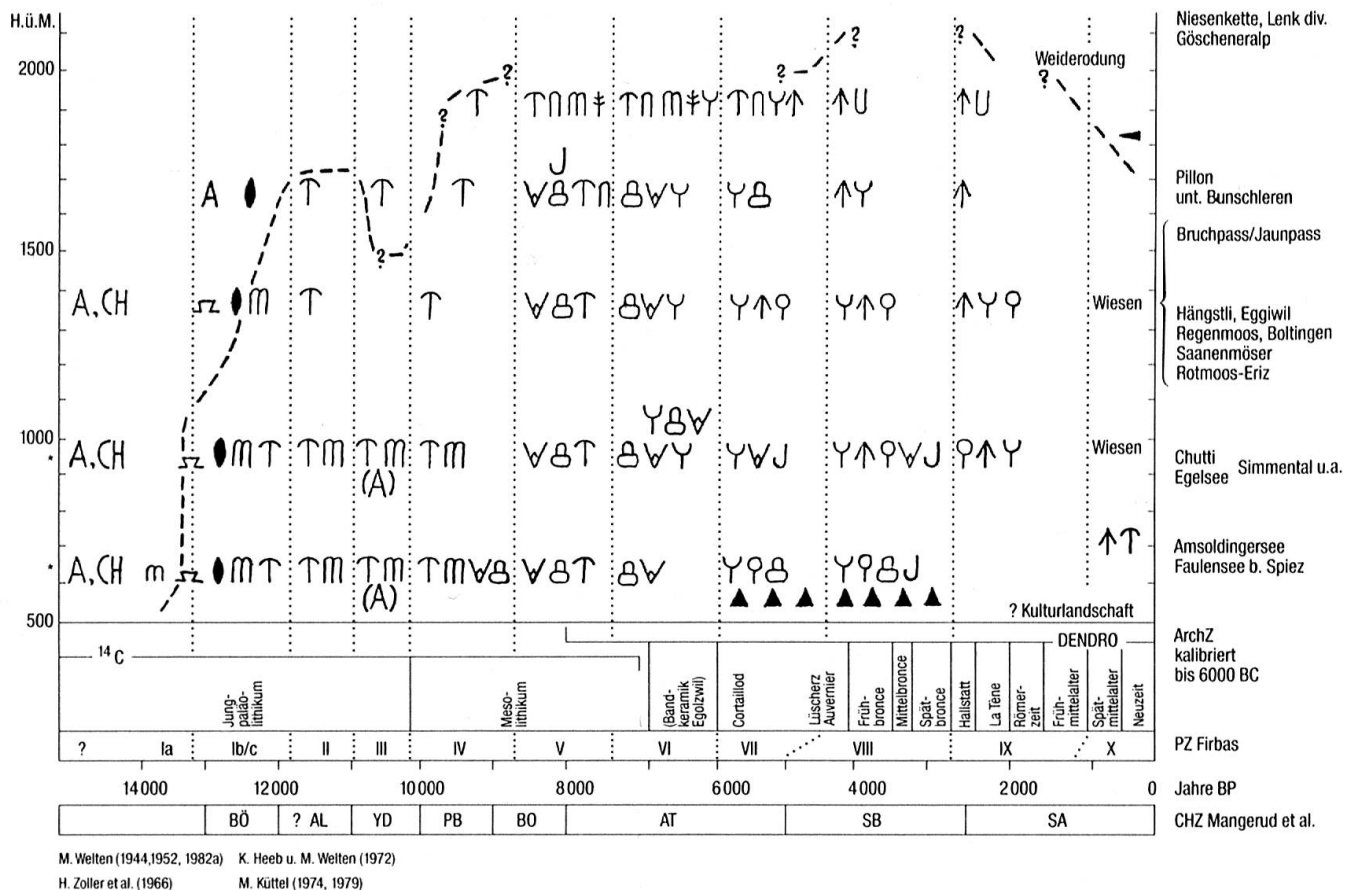 H.ü.M.
2000
1500
1000
*
*
500
Weiderodung
A
A, CH
A, CH
A, CH
m
(A)
(A)
Wiesen
Wiesen
? Kulturlandschaft
Niesenkette, Lenk div.
Göscheneralp
Pillon
unt. Bunschleren
Bruchpass/Jaunpass
Hängstli, Eggiwil
Regenmoos, Boltingen
Saanenmöser
Rotmoos-Eriz
Chutti
Egelsee Simmental u.a.
Amsoldingersee
Faulensee b. Spiez
ArchZ
kalibriert
bis 6000 BC
DENDRO
14 C
Jung-
paläo-
lithikum
Meso-
lithikum
(Band-
keramik
Egolzwil)
Cortaillod
Lüscherz
Auvernier
Früh-
bronce
Mittelbronce
Spät-
bronce
Hallstatt
La Tène
Römer-
zeit
Früh-
mittelalter
Spät-
mittelalter
Neuzeit
? Ia Ib/c II III IV V VI VII VIII IX X PZ Firbas
14000 12000 10000 8000 6000 4000 2000 0 Jahre BP
BÖ ? AL YD PB BO AT SB SA CHZ Mangerud et al.
M. Welten (1944,1952, 1982a) K. Heeb u. M. Welten (1972)
H. Zoller et al. (1966) M. Küttel (1974, 1979)